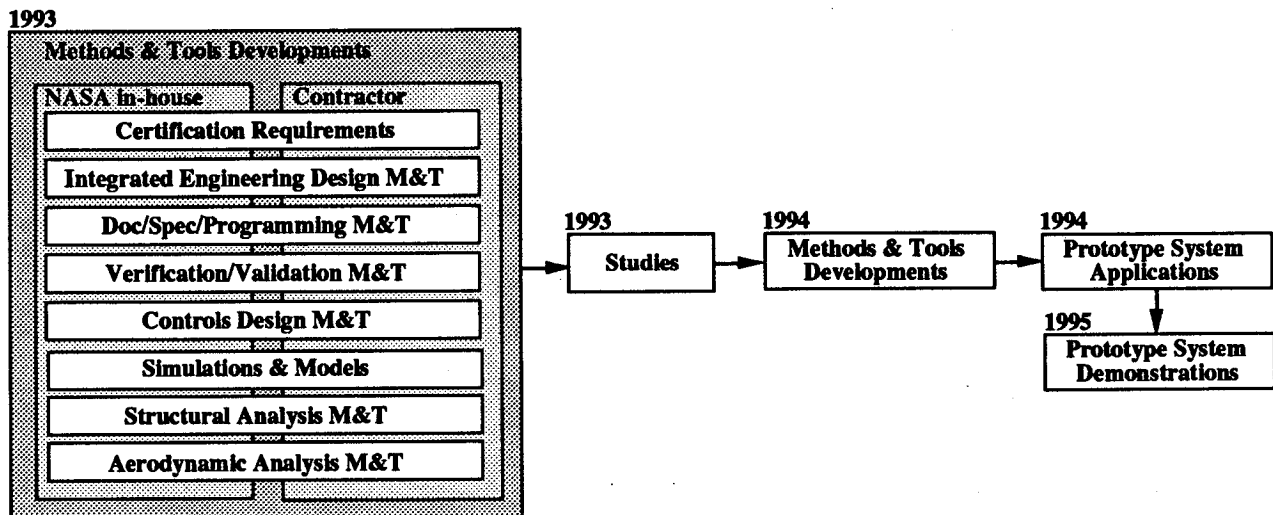 1993
Methods & Tools Developments
NASA in-house
Contractor
Certification Requirements
Integrated Engineering Design M&T
Doc/Spec/Programming M&T
Verification/Validation M&T
Controls Design M&T
Simulations & Models
Structural Analysis M&T
Aerodynamic Analysis M&T
1993
Studies
1994
Methods & Tools
Developments
1994
Prototype System
Applications
1995
Prototype System
Demonstrations